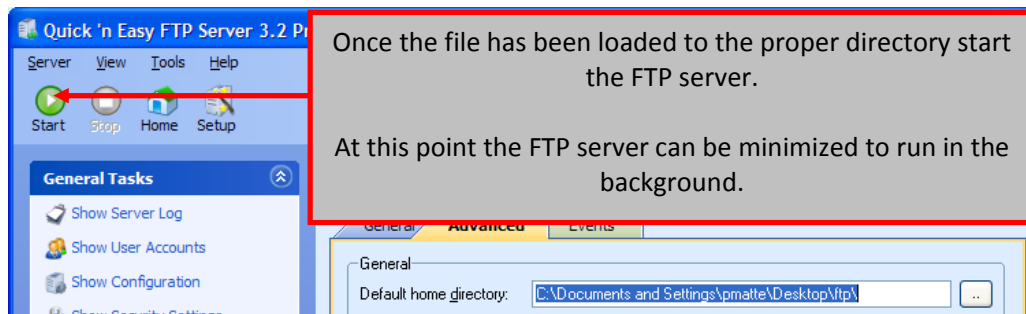 Quick 'n Easy FTP Server 3.2
Once the file has been loaded to the proper directory start
the FTP server.
At this point the FTP server can be minimized to run in the
background.
Server View Tools Help
Start Stop Home Setup
General Tasks
Show Server Log
Show User Accounts
Show Configuration
Show Security Settings
General Advanced Events
General
Default home directory: C:\Documents and Settings\pmatte\Desktop\ftp\ ..